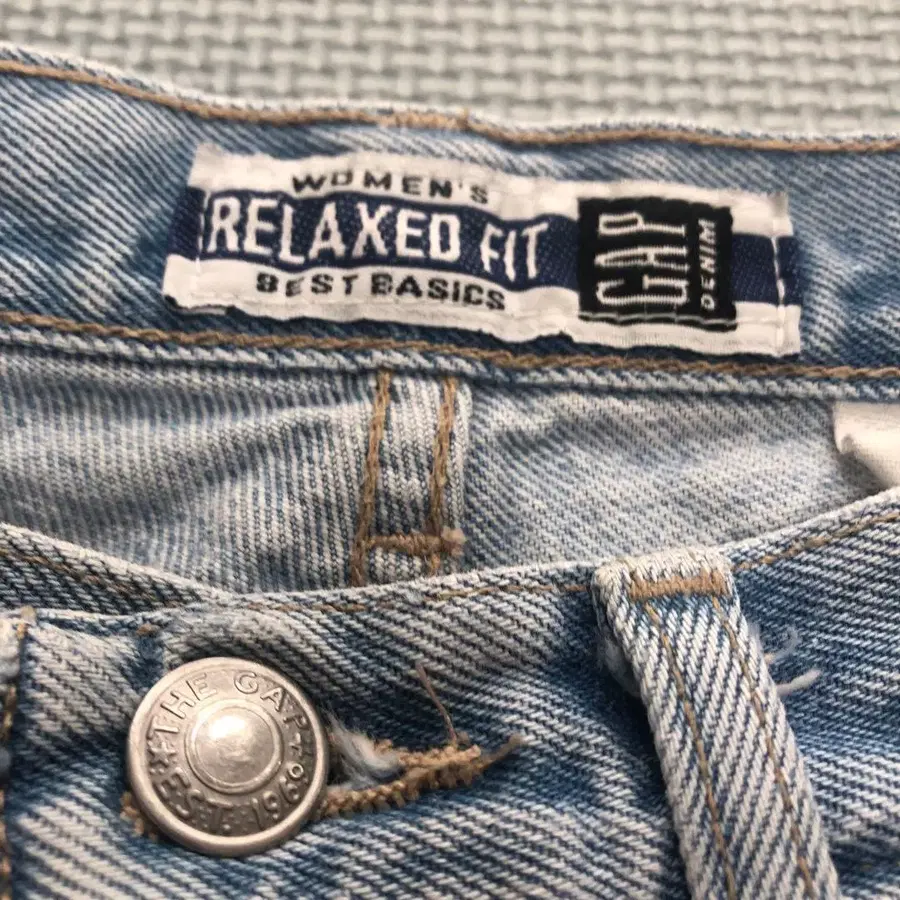 WOMEN'S
RELAXED FIT
BEST BASICS
GAP
DENIM
THE GAP
EST. 1969